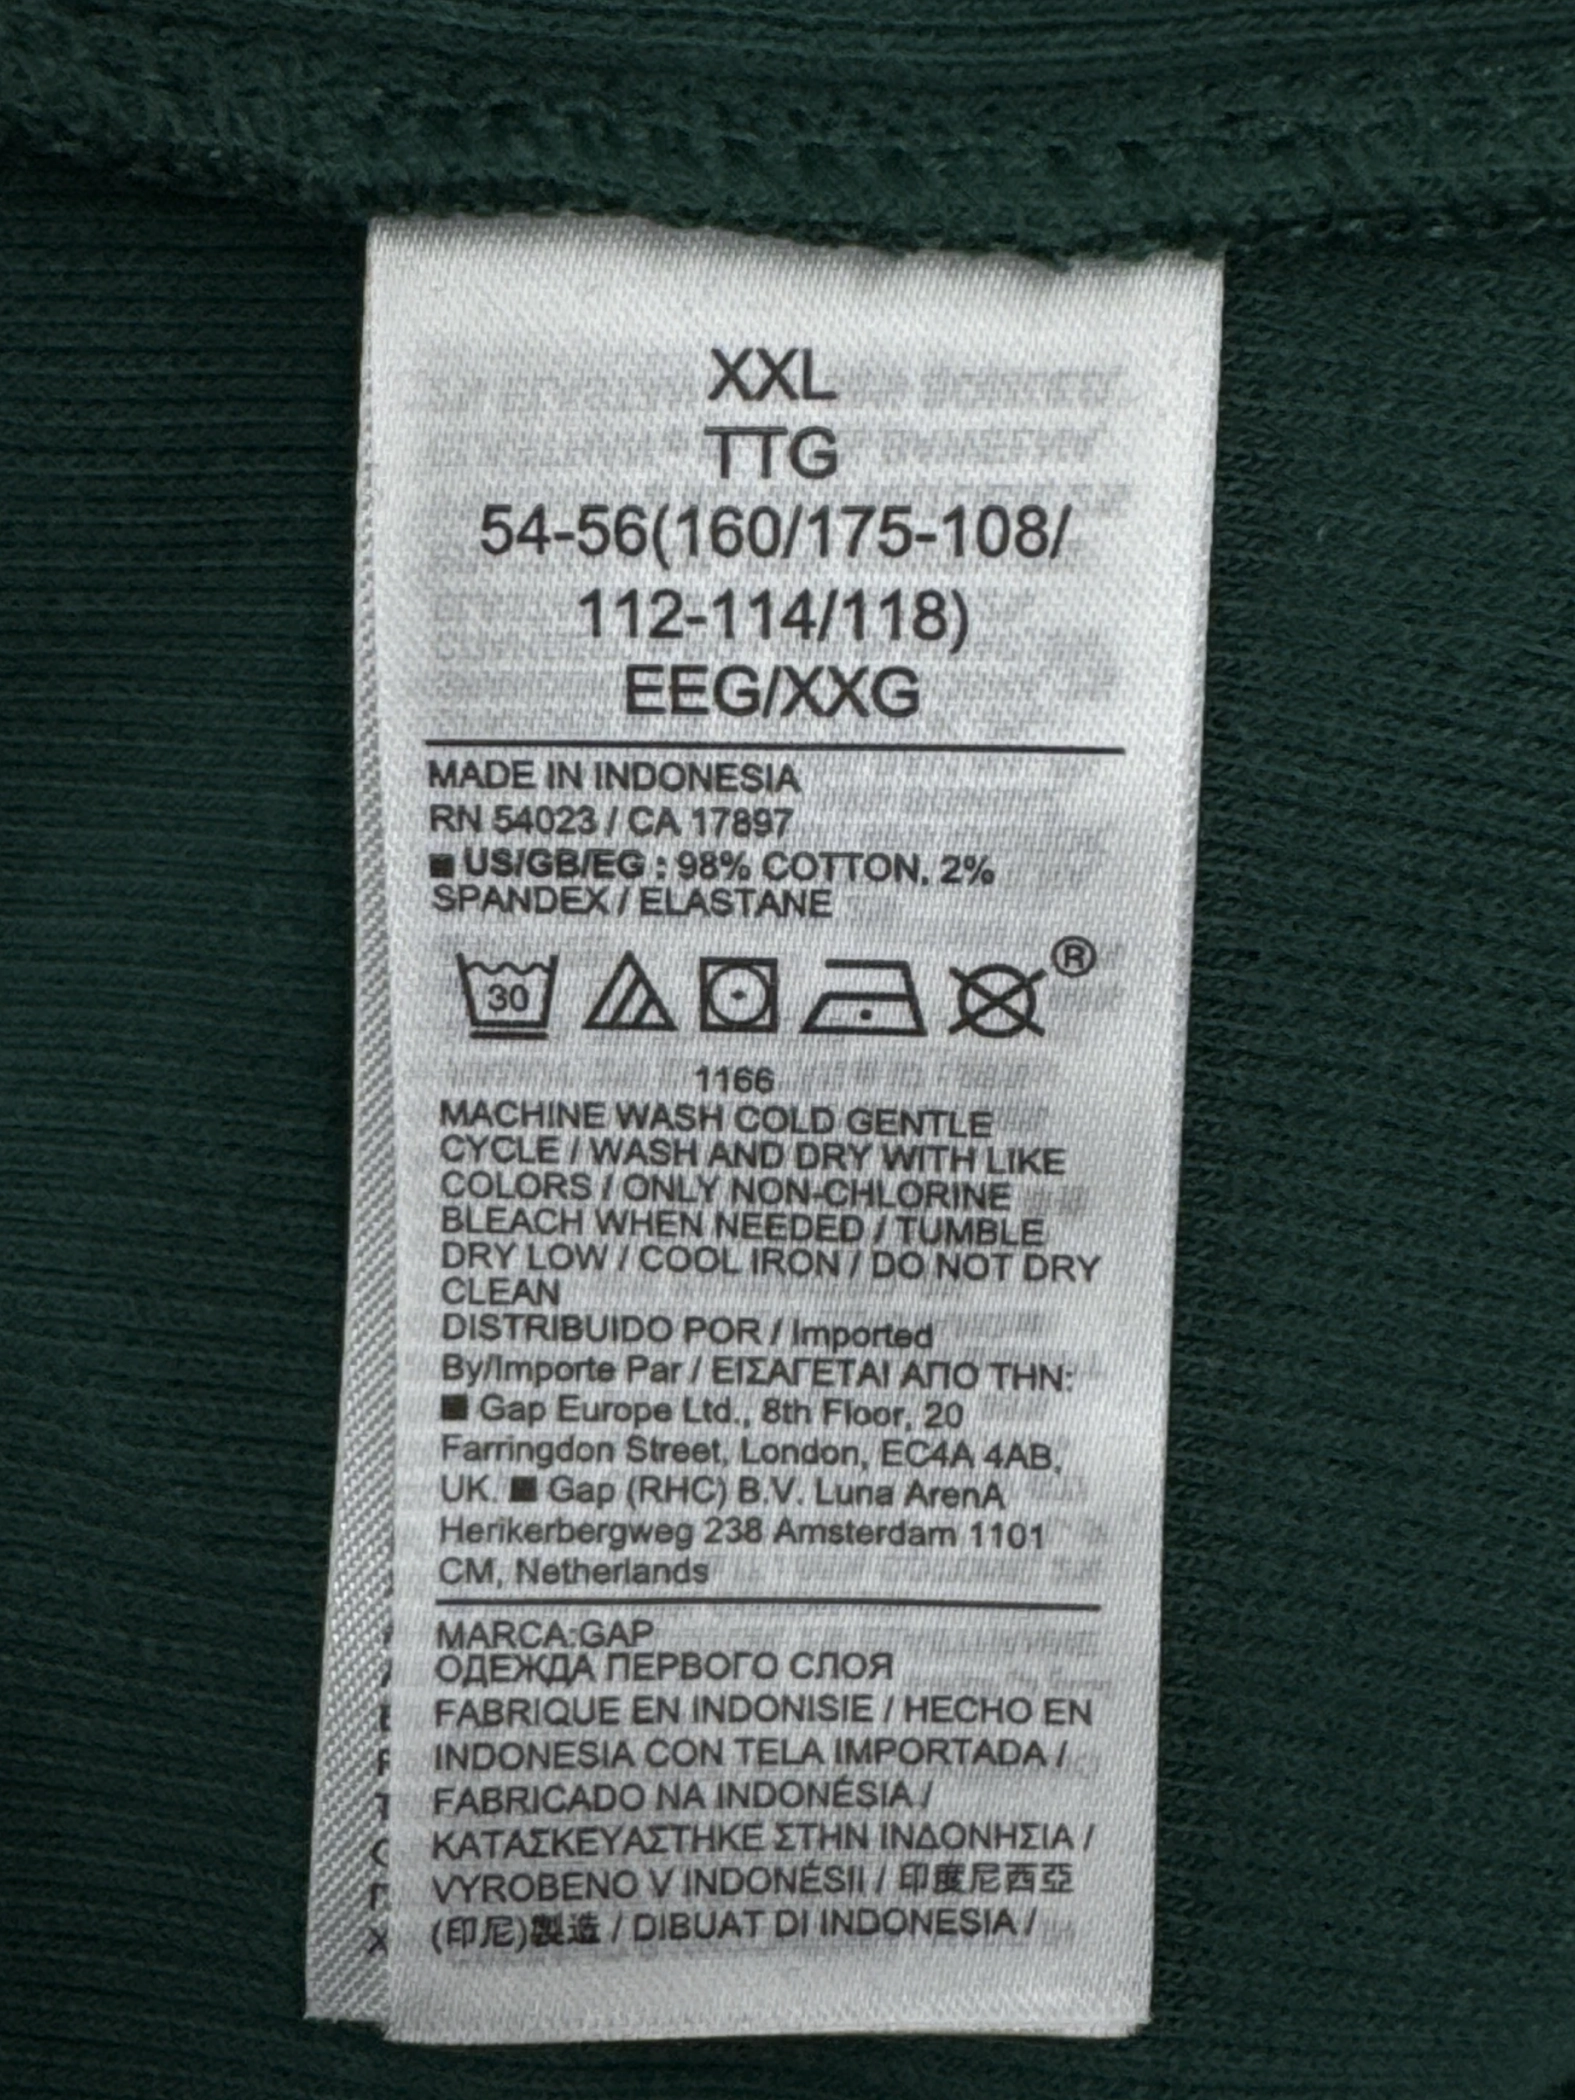 XXL
TTG
54-56(160/175-108/
112-114/118)
EEG/XXG
MADE IN INDONESIA
RN 54023 / CA 17897
■ US/GB/EG : 98% COTTON, 2%
SPANDEX / ELASTANE
30
®
1166
MACHINE WASH COLD GENTLE
CYCLE / WASH AND DRY WITH LIKE
COLORS / ONLY NON-CHLORINE
BLEACH WHEN NEEDED / TUMBLE
DRY LOW / COOL IRON / DO NOT DRY
CLEAN
DISTRIBUIDO POR / Imported
By/Importe Par / ΕΙΣΑΓΕΤΑΙ ΑΠΟ ΤΗΝ:
■ Gap Europe Ltd., 8th Floor, 20
Farringdon Street, London, EC4A 4AB,
UK. ■ Gap (RHC) B.V. Luna ArenA
Herikerbergweg 238 Amsterdam 1101
CM, Netherlands
MARCA:GAP
ОДЕЖДА ПЕРВОГО СЛОЯ
FABRIQUE EN INDONISIE / HECHO EN
INDONESIA CON TELA IMPORTADA /
FABRICADO NA INDONÉSIA /
ΚΑΤΑΣΚΕΥΑΣΤΗΚΕ ΣΤΗΝ ΙΝΔΟΝΗΣΙΑ /
VYROBENO V INDONÉSII / 印度尼西亞
(印尼)製造 / DIBUAT DI INDONESIA /